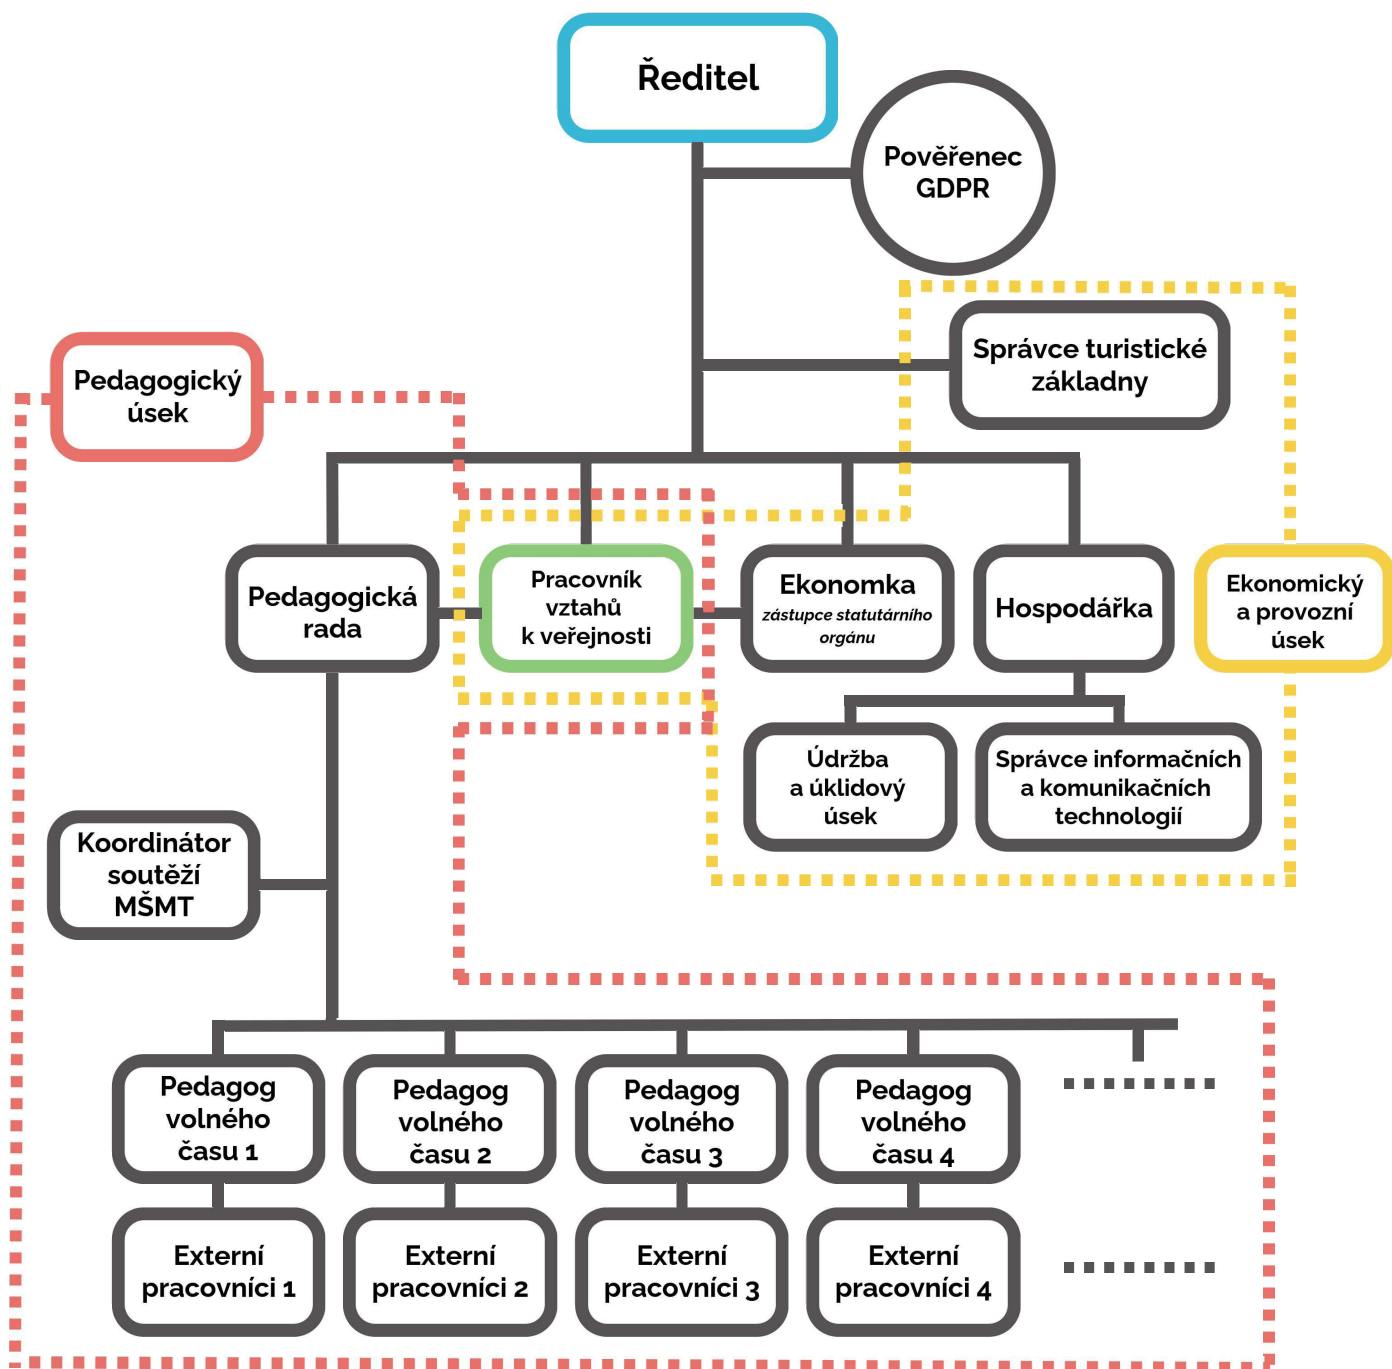 Ředitel
Pověřenec
GDPR
Správce turistické
základny
Pedagogický
úsek
Pedagogická
rada
Pracovník
vztahů
k veřejnosti
Ekonomka
zástupce statutárního
orgánu
Hospodářka
Ekonomický
a provozní
úsek
Údržba
a úklidový
úsek
Správce informačních
a komunikačních
technologií
Koordinátor
soutěží
MŠMT
Pedagog
volného
času 1
Pedagog
volného
času 2
Pedagog
volného
času 3
Pedagog
volného
času 4
Externí
pracovníci 1
Externí
pracovníci 2
Externí
pracovníci 3
Externí
pracovníci 4